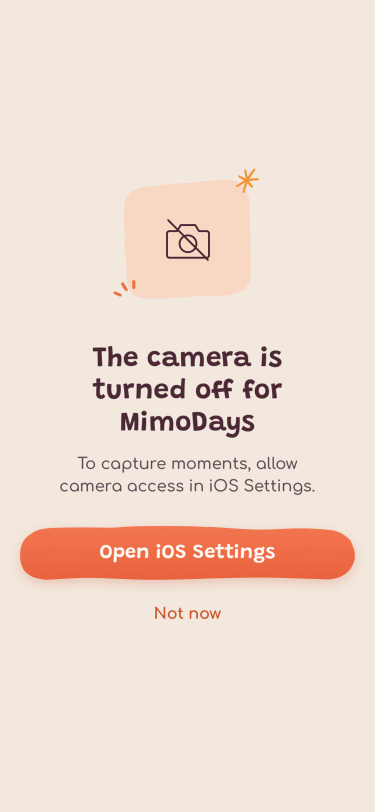 The camera is
turned off for
MimoDays
To capture moments, allow
camera access in iOS Settings.
Open iOS Settings
Not now